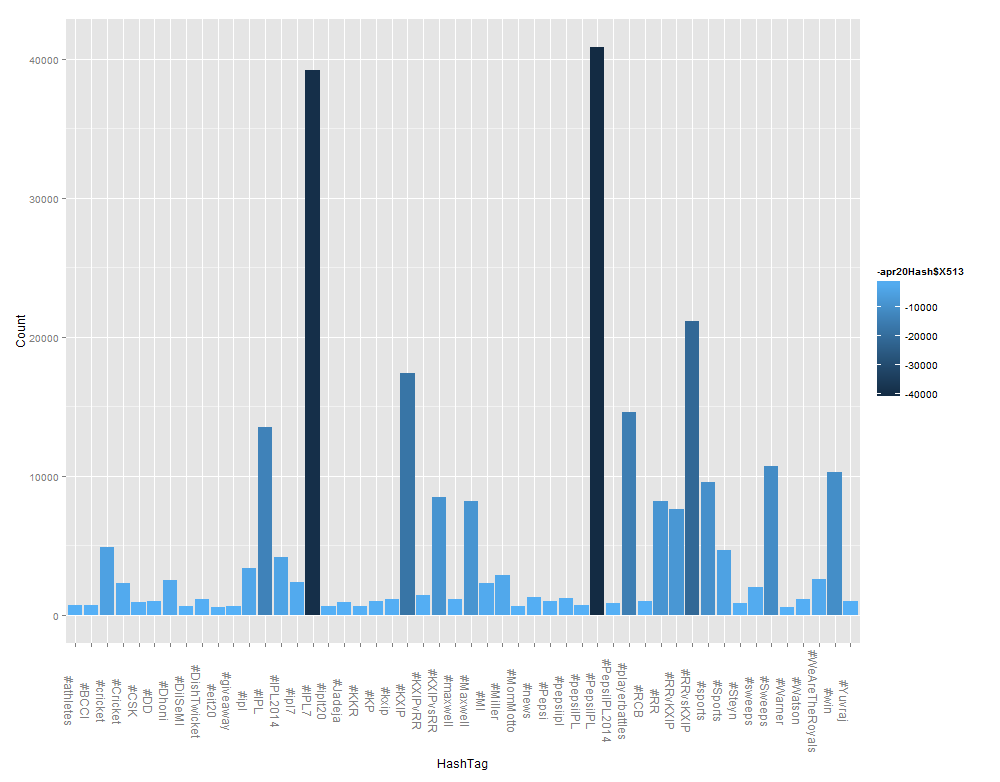 40000
30000
20000
10000
0
Count
#athletes
#BCCI
#cricket
#Cricket
#CSK
#DD
#Dhoni
#DilSeMI
#DishTwicket
#eit20
#giveaway
#ipl
#IPL
#IPL2014
#ipl7
#IPL7
#iplt20
#Jadeja
#KKR
#KP
#kxip
#KXIP
#KXIPvRR
#KXIPvsRR
#maxwell
#Maxwell
#MI
#Miller
#MomMotto
#news
#Pepsi
#pepsiipl
#pepsiIPL
#PepsiIPL
#PepsiIPL2014
#playerbattles
#RCB
#RR
#RRvKXIP
#RRvsKXIP
#sports
#Sports
#Steyn
#sweeps
#Sweeps
#Warner
#Watson
#WeAreTheRoyals
#win
#Yuvraj
HashTag
-apr20Hash$X513
-10000
-20000
-30000
-40000